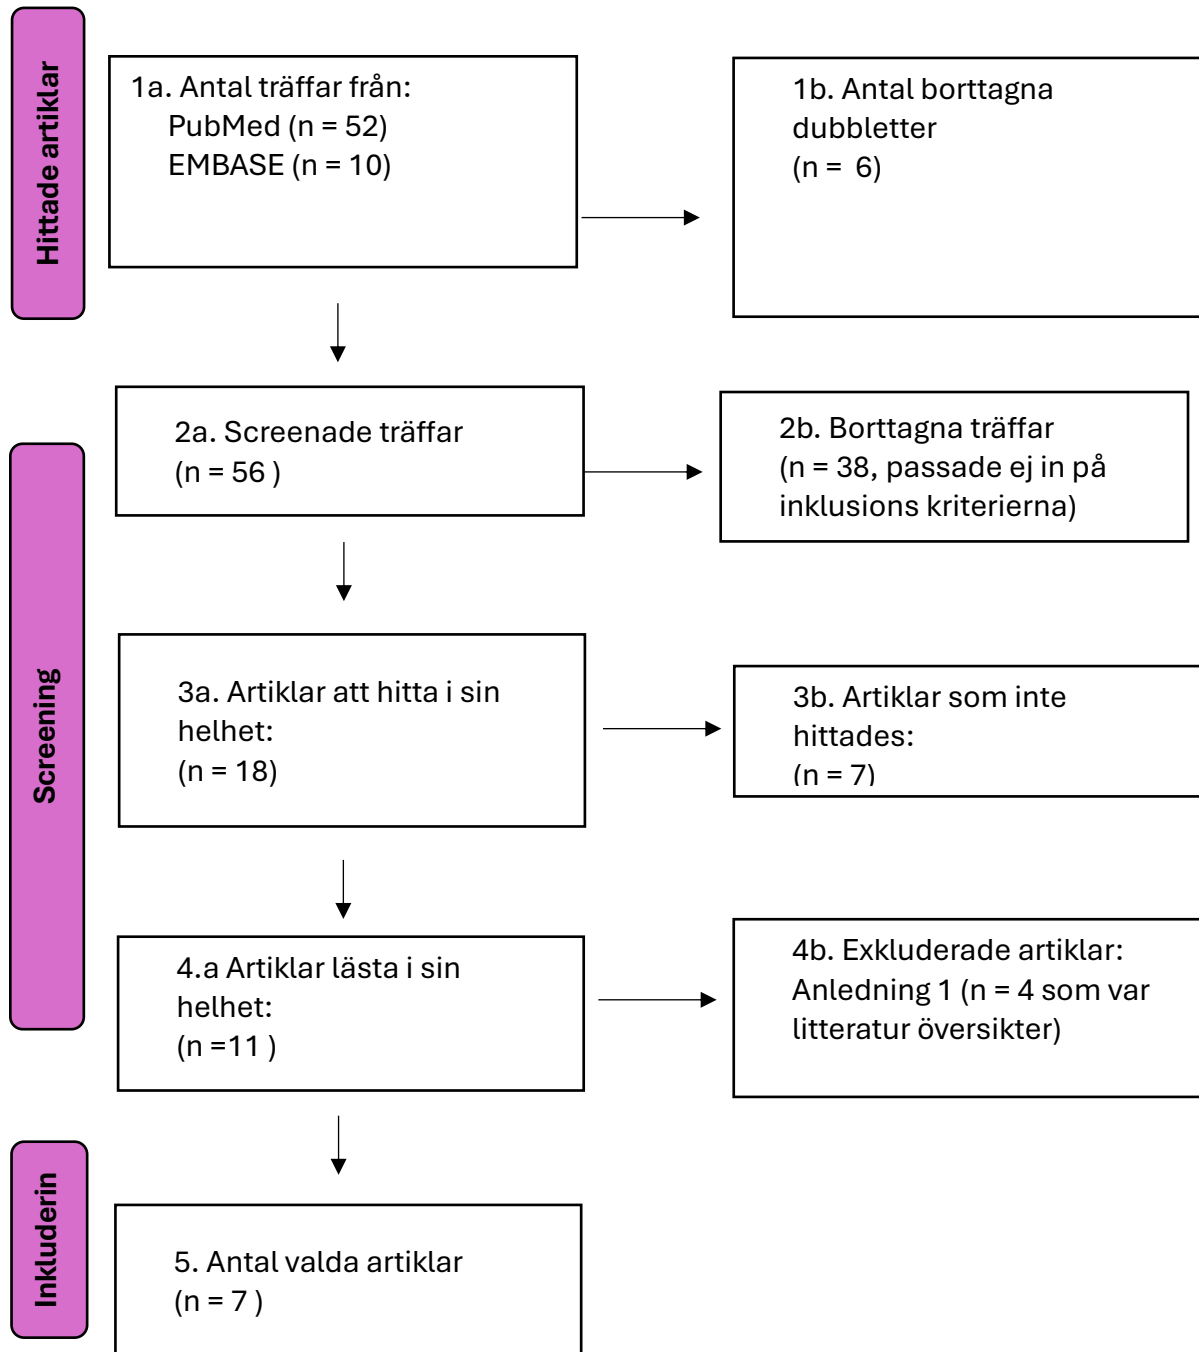 Hittade artiklar
1a. Antal träffar från:
PubMed (n = 52)
EMBASE (n = 10)
1b. Antal borttagna
dubbletter
(n =  6)
Screening
2a. Screenade träffar
(n = 56 )
2b. Borttagna träffar
(n = 38, passade ej in på
inklusions kriterierna)
3a. Artiklar att hitta i sin
helhet:
(n = 18)
3b. Artiklar som inte
hittades:
(n = 7)
4.a Artiklar lästa i sin
helhet:
(n =11 )
4b. Exkluderade artiklar:
Anledning 1 (n = 4 som var
litteratur översikter)
Inkluderin
5. Antal valda artiklar
(n = 7 )